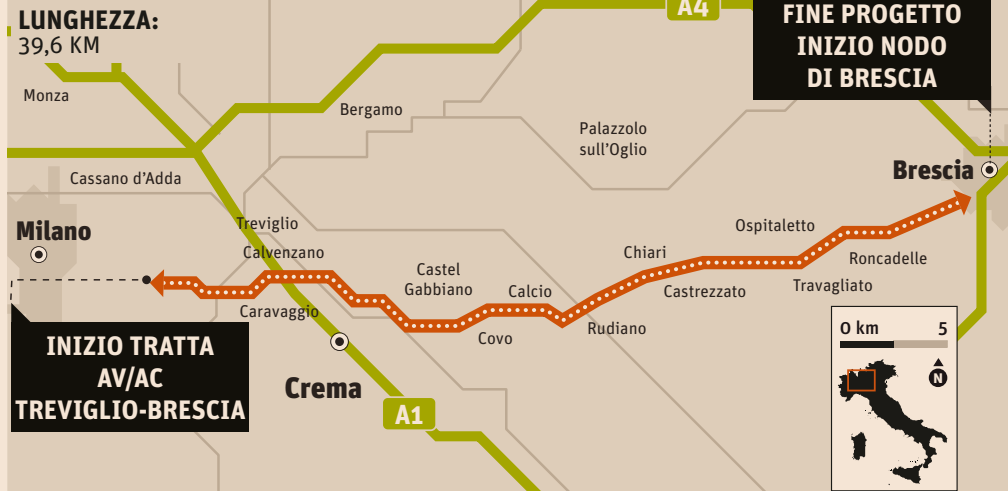 LUNGHEZZA:
39,6 KM
A4
FINE PROGETTO
INIZIO NODO
DI BRESCIA
Monza
Bergamo
Palazzolo
sull'Oglio
Cassano d'Adda
Brescia
Milano
Treviglio
Calvenzano
Caravaggio
Castel
Gabbiano
Calcio
Covo
Chiari
Rudiano
Castrezzato
Ospitaletto
Travagliato
Roncadelle
INIZIO TRATTA
AV/AC
TREVIGLIO-BRESCIA
Crema
A1
0 km 5
N